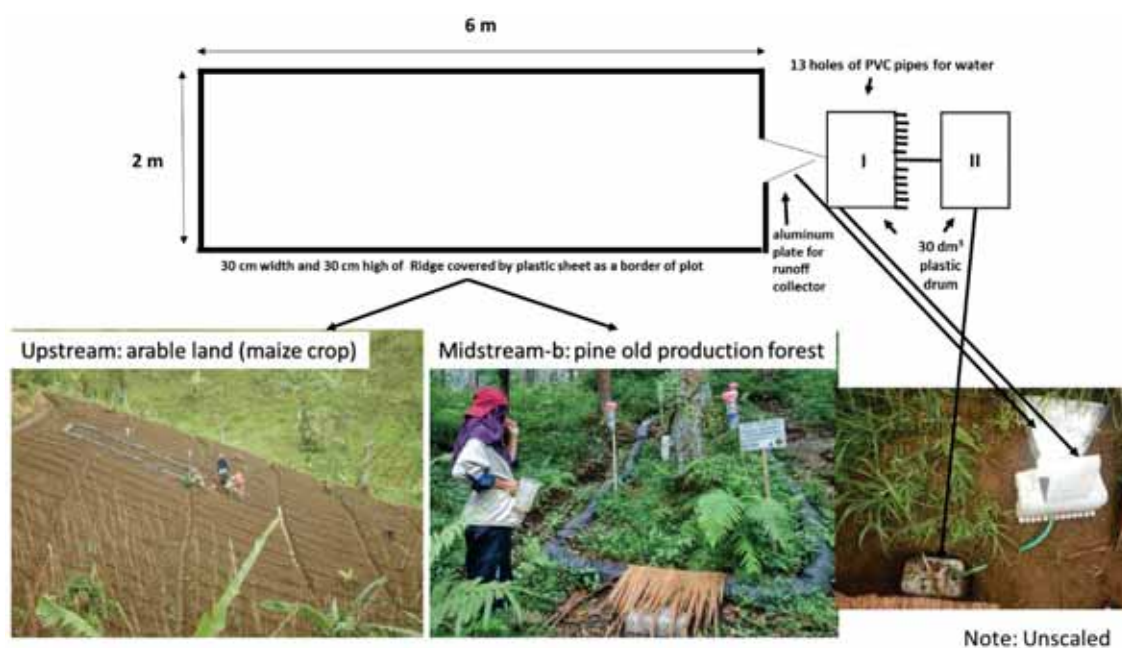 6 m
13 holes of PVC pipes for water
2 m
I
II
aluminum
plate for
runoff
collector
30 dm³
plastic
drum
30 cm width and 30 cm high of Ridge covered by plastic sheet as a border of plot
Upstream: arable land (maize crop)
Midstream-b: pine old production forest
Note: Unscaled